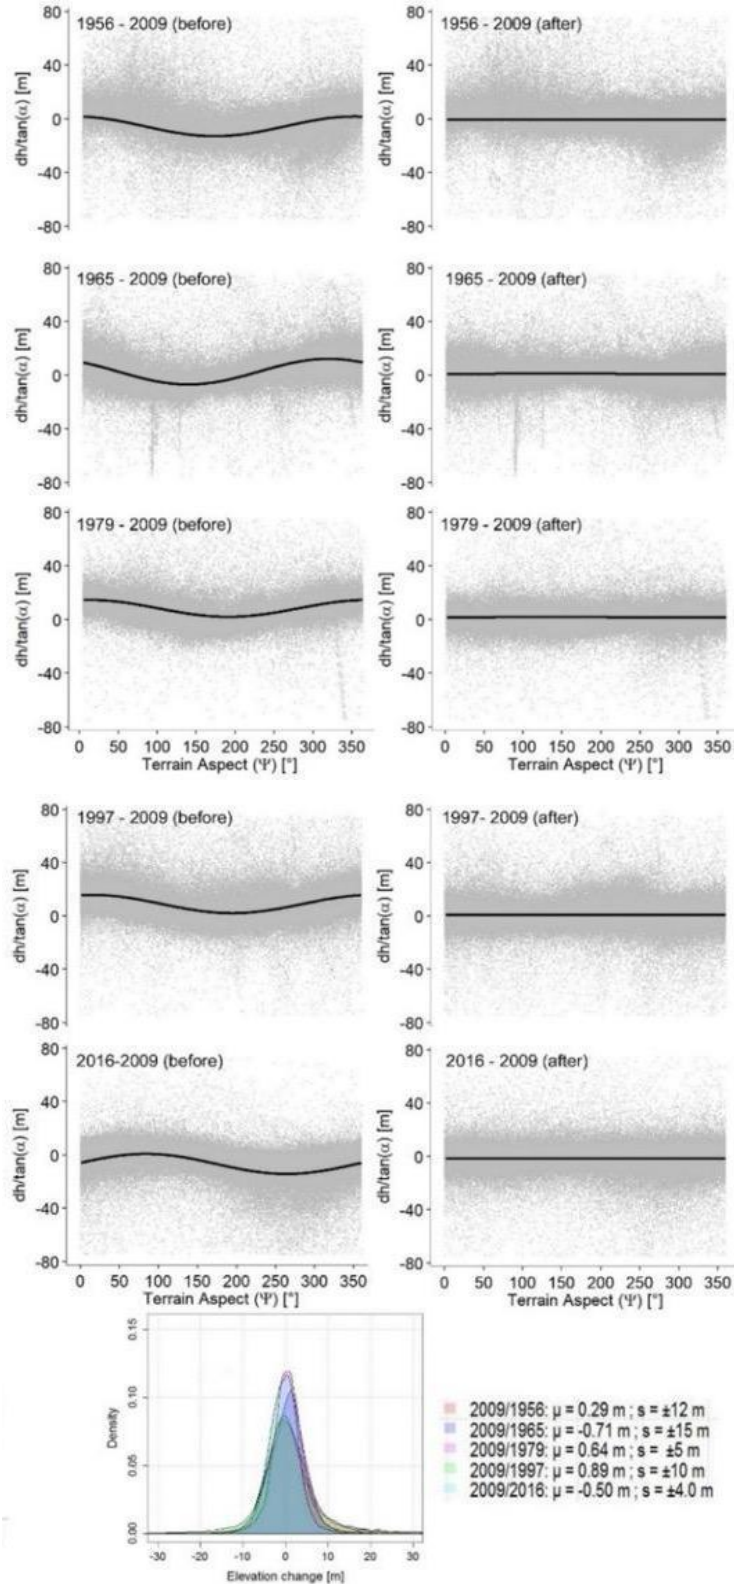 1956 - 2009 (before)
80
40
0
-40
-80
dh/tan(α) [m]
1956 - 2009 (after)
80
40
0
-40
-80
dh/tan(α) [m]
1965 - 2009 (before)
80
40
0
-40
-80
dh/tan(α) [m]
1965 - 2009 (after)
80
40
0
-40
-80
dh/tan(α) [m]
1979 - 2009 (before)
80
40
0
-40
-80
dh/tan(α) [m]
0 50 100 150 200 250 300 350
Terrain Aspect (Ψ) [°]
1979 - 2009 (after)
80
40
0
-40
-80
dh/tan(α) [m]
0 50 100 150 200 250 300 350
Terrain Aspect (Ψ) [°]
1997 - 2009 (before)
80
40
0
-40
-80
dh/tan(α) [m]
1997- 2009 (after)
80
40
0
-40
-80
dh/tan(α) [m]
2016-2009 (before)
80
40
0
-40
-80
dh/tan(α) [m]
0 50 100 150 200 250 300 350
Terrain Aspect (Ψ) [°]
2016 - 2009 (after)
80
40
0
-40
-80
dh/tan(α) [m]
0 50 100 150 200 250 300 350
Terrain Aspect (Ψ) [°]
0.15
0.10
0.05
0.00
Density
-30 -20 -10 0 10 20 30
Elevation change [m]
2009/1956: μ = 0.29 m ; s = ±12 m
2009/1965: μ = -0.71 m ; s = ±15 m
2009/1979: μ = 0.64 m ; s = ±5 m
2009/1997: μ = 0.89 m ; s = ±10 m
2009/2016: μ = -0.50 m ; s = ±4.0 m